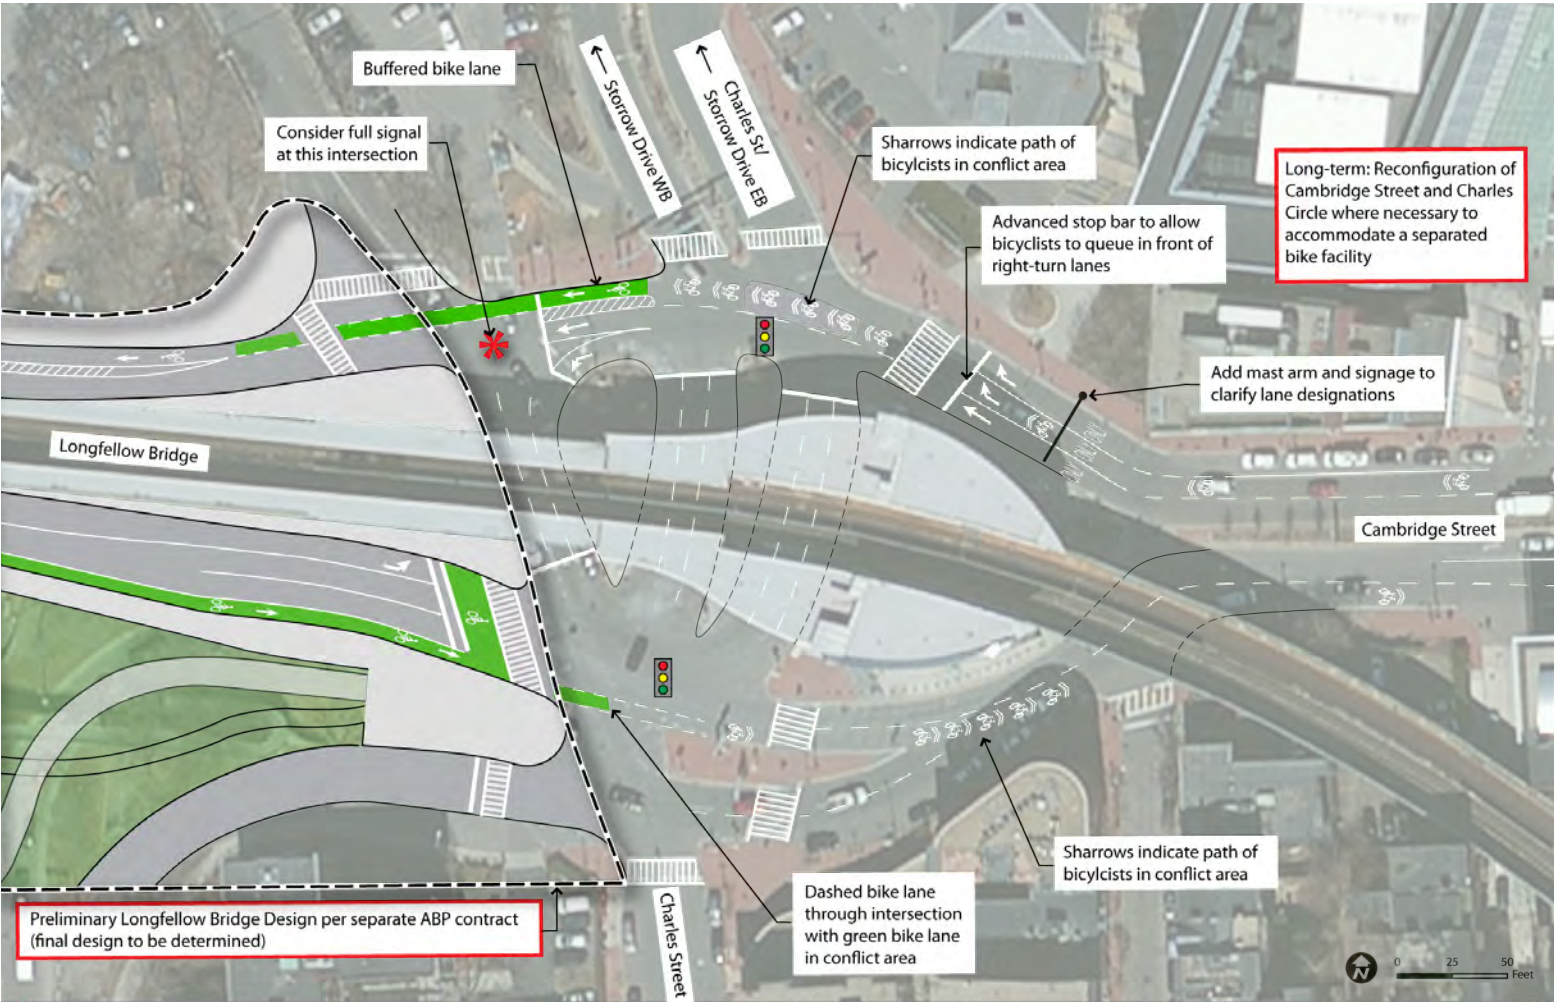 Buffered bike lane
Consider full signal
at this intersection
Storrow Drive WB
Charles St/
Storrow Drive EB
Sharrows indicate path of
bicylcists in conflict area
Advanced stop bar to allow
bicyclists to queue in front of
right-turn lanes
Long-term: Reconfiguration of
Cambridge Street and Charles
Circle where necessary to
accommodate a separated
bike facility
Add mast arm and signage to
clarify lane designations
Longfellow Bridge
Cambridge Street
Sharrows indicate path of
bicylcists in conflict area
Dashed bike lane
through intersection
with green bike lane
in conflict area
Preliminary Longfellow Bridge Design per separate ABP contract
(final design to be determined)
Charles Street
N
0 25 50
Feet